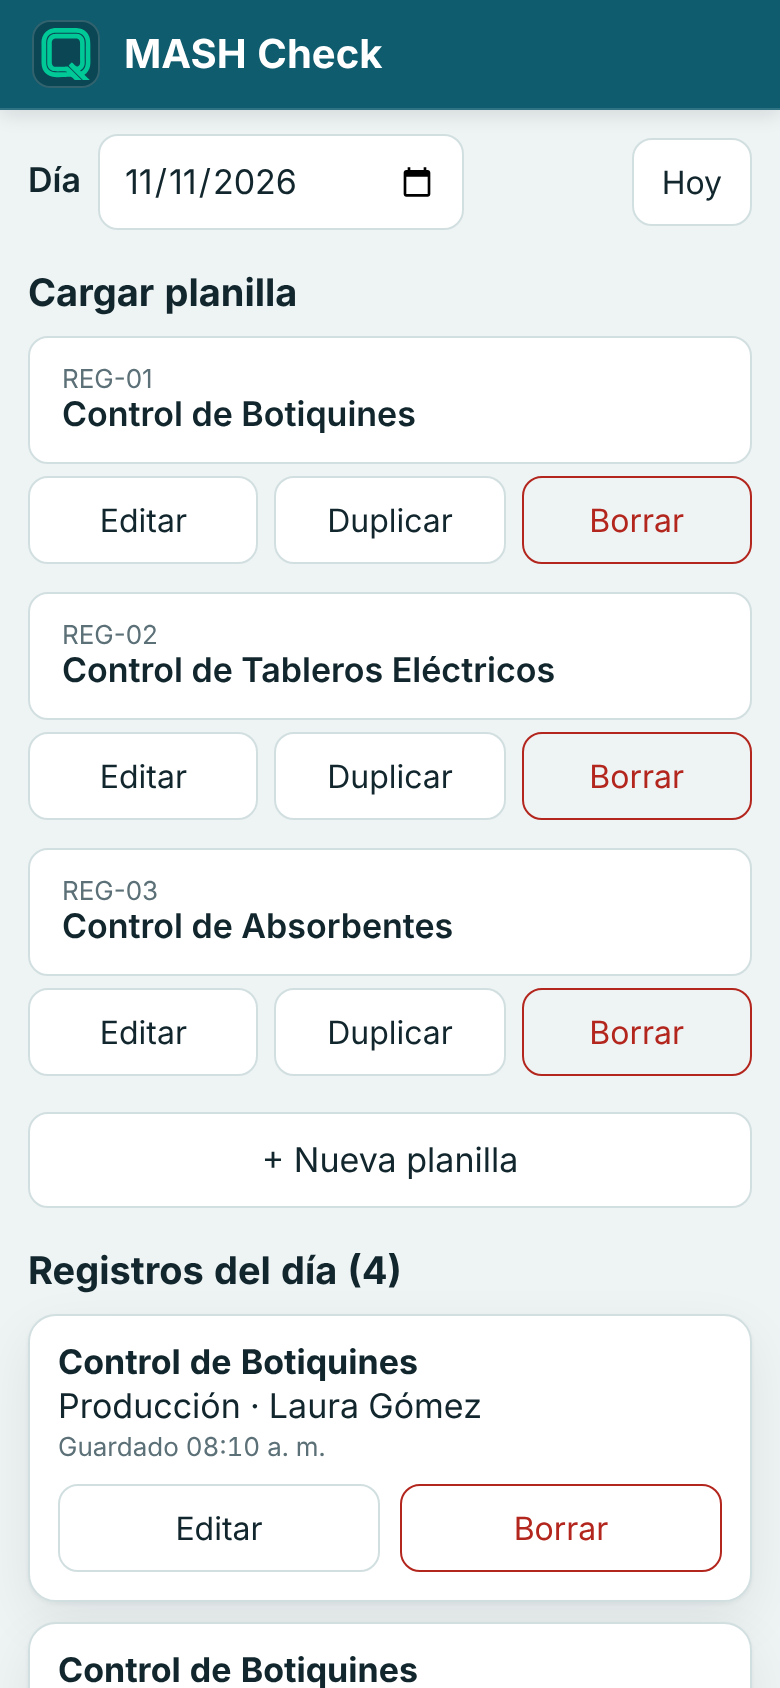 MASH Check
Día 11/11/2026 Hoy
Cargar planilla
REG-01
Control de Botiquines
Editar Duplicar Borrar
REG-02
Control de Tableros Eléctricos
Editar Duplicar Borrar
REG-03
Control de Absorbentes
Editar Duplicar Borrar
+ Nueva planilla
Registros del día (4)
Control de Botiquines
Producción · Laura Gómez
Guardado 08:10 a. m.
Editar Borrar
Control de Botiquines